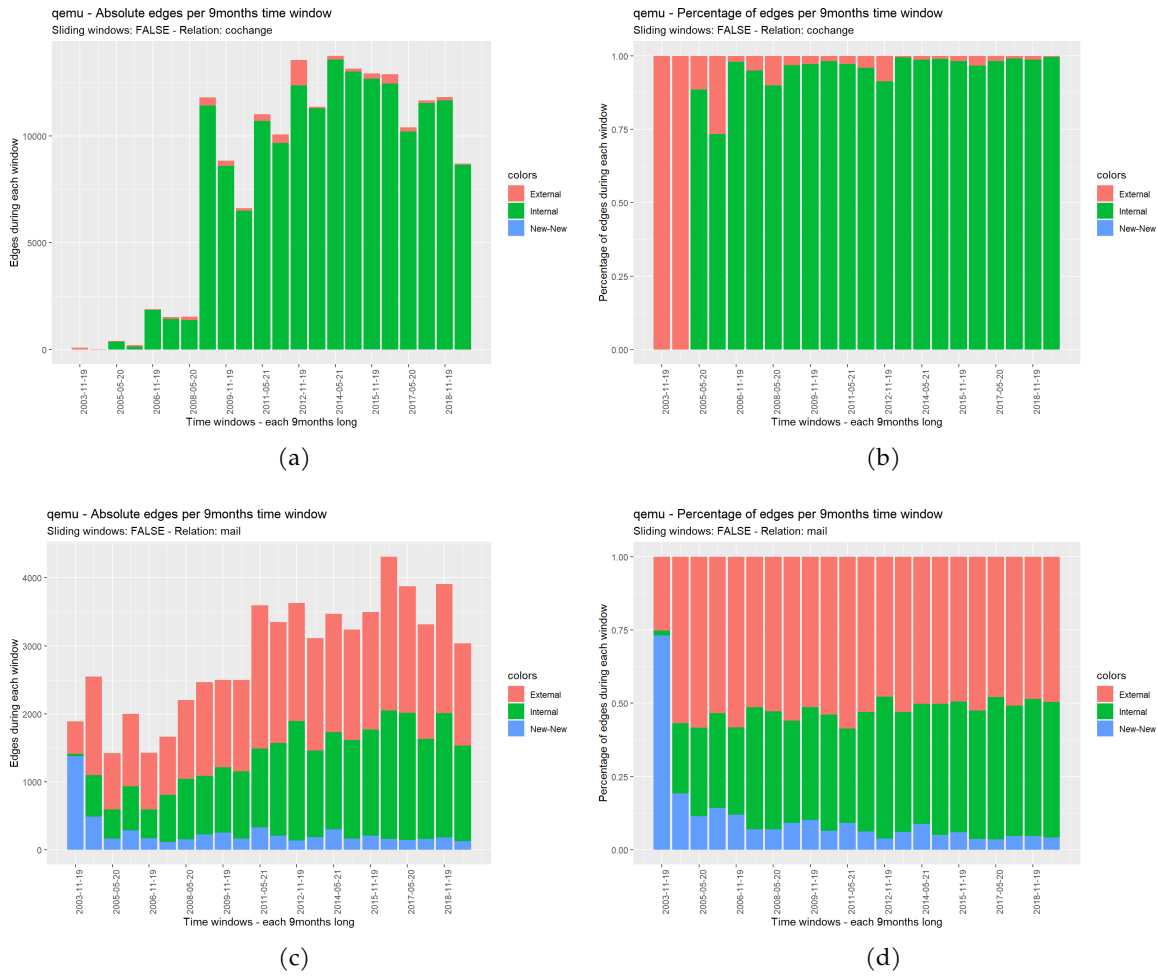 qemu - Absolute edges per 9months time window
Sliding windows: FALSE - Relation: cochange
Edges during each window
10000
5000
0
2003-11-19
2005-05-20
2006-11-19
2008-05-20
2009-11-19
2011-05-21
2012-11-19
2014-05-21
2015-11-19
2017-05-20
2018-11-19
Time windows - each 9months long
colors
External
Internal
New-New
(a)
qemu - Percentage of edges per 9months time window
Sliding windows: FALSE - Relation: cochange
Percentage of edges during each window
1.00
0.75
0.50
0.25
0.00
2003-11-19
2005-05-20
2006-11-19
2008-05-20
2009-11-19
2011-05-21
2012-11-19
2014-05-21
2015-11-19
2017-05-20
2018-11-19
Time windows - each 9months long
colors
External
Internal
New-New
(b)
qemu - Absolute edges per 9months time window
Sliding windows: FALSE - Relation: mail
Edges during each window
4000
3000
2000
1000
0
2003-11-19
2005-05-20
2006-11-19
2008-05-20
2009-11-19
2011-05-21
2012-11-19
2014-05-21
2015-11-19
2017-05-20
2018-11-19
Time windows - each 9months long
colors
External
Internal
New-New
(c)
qemu - Percentage of edges per 9months time window
Sliding windows: FALSE - Relation: mail
Percentage of edges during each window
1.00
0.75
0.50
0.25
0.00
2003-11-19
2005-05-20
2006-11-19
2008-05-20
2009-11-19
2011-05-21
2012-11-19
2014-05-21
2015-11-19
2017-05-20
2018-11-19
Time windows - each 9months long
colors
External
Internal
New-New
(d)